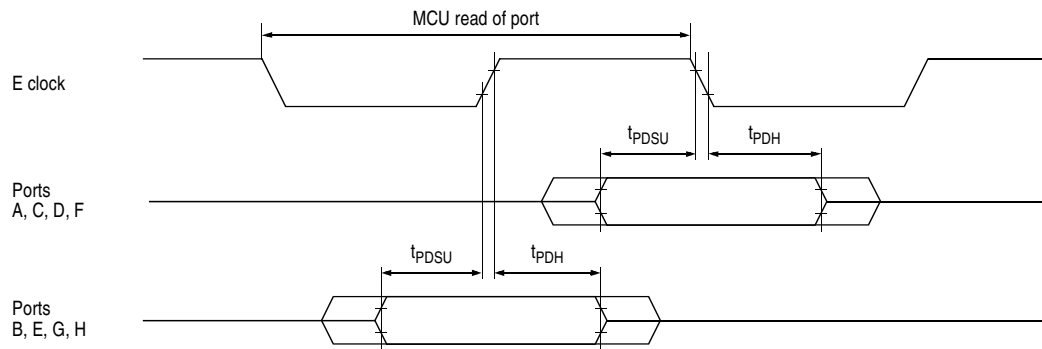 MCU read of port
E clock
tPDSU
tPDH
Ports
A, C, D, F
tPDSU
tPDH
Ports
B, E, G, H